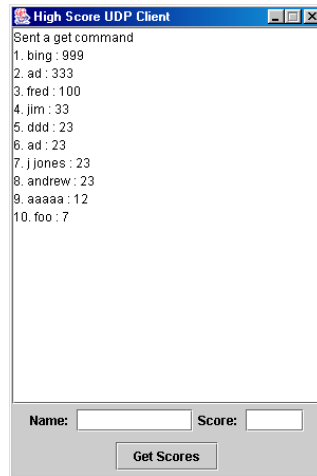 High Score UDP Client
Sent a get command
1. bing : 999
2. ad : 333
3. fred : 100
4. jim : 33
5. ddd : 23
6. ad : 23
7. j jones : 23
8. andrew : 23
9. aaaaa : 12
10. foo : 7
Name: Score:
Get Scores